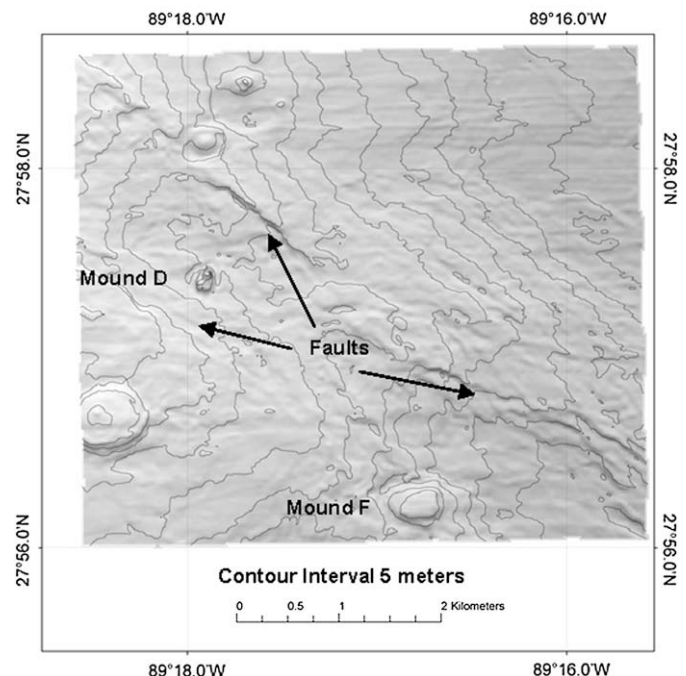 89°18.0'W 89°16.0'W
27°58.0'N 27°58.0'N
Mound D
Faults
Mound F
27°56.0'N 27°56.0'N
Contour Interval 5 meters
0 0.5 1 2 Kilometers
89°18.0'W 89°16.0'W